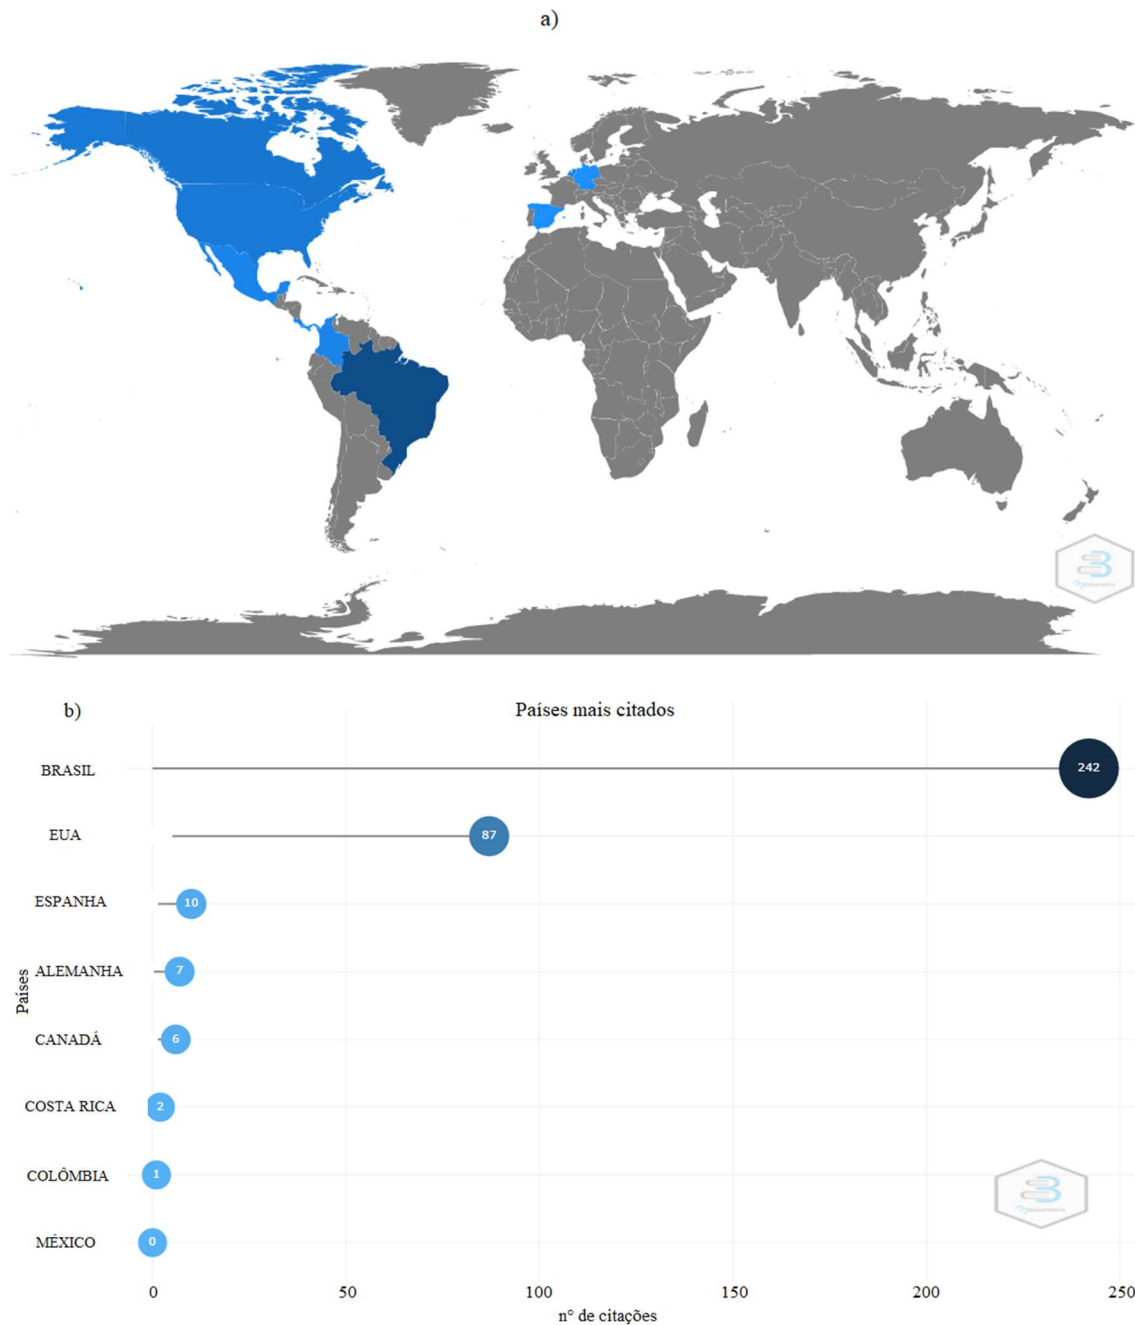 a)
b)
Países mais citados
BRASIL
242
EUA
87
ESPANHA
10
ALEMANHA
7
CANADÁ
6
COSTA RICA
2
COLÔMBIA
1
MÉXICO
0
Países
0 50 100 150 200 250
n° de citações